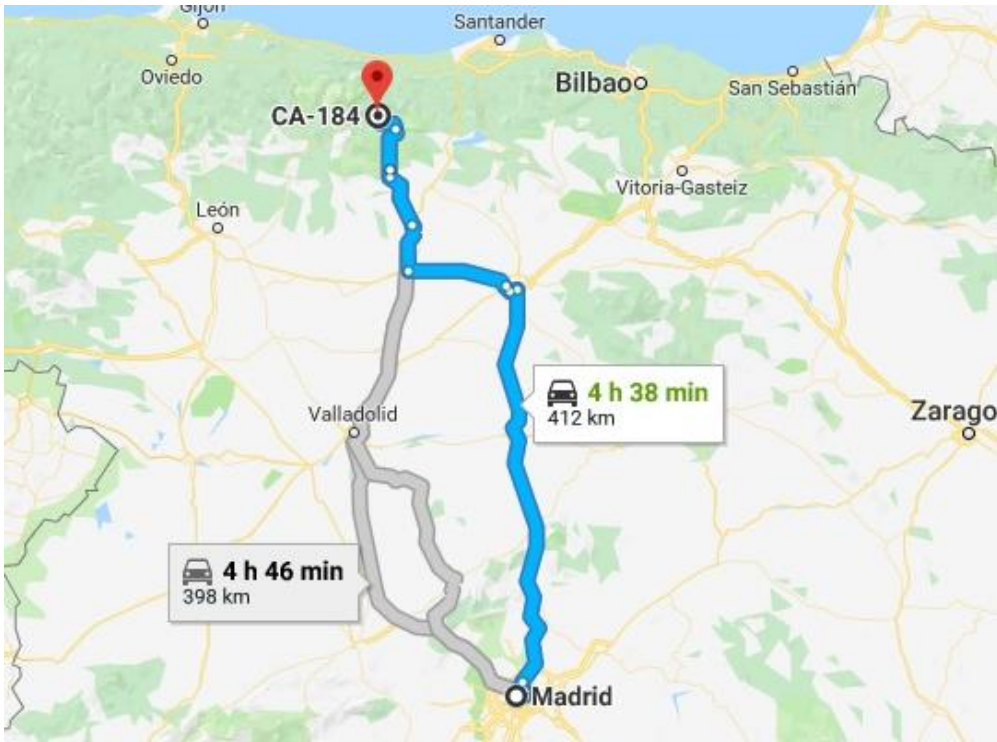 Gijón
Santander
Oviedo
Bilbao
San Sebastián
CA-184
Vitoria-Gasteiz
León
4 h 38 min
412 km
Valladolid
Zarago
4 h 46 min
398 km
Madrid